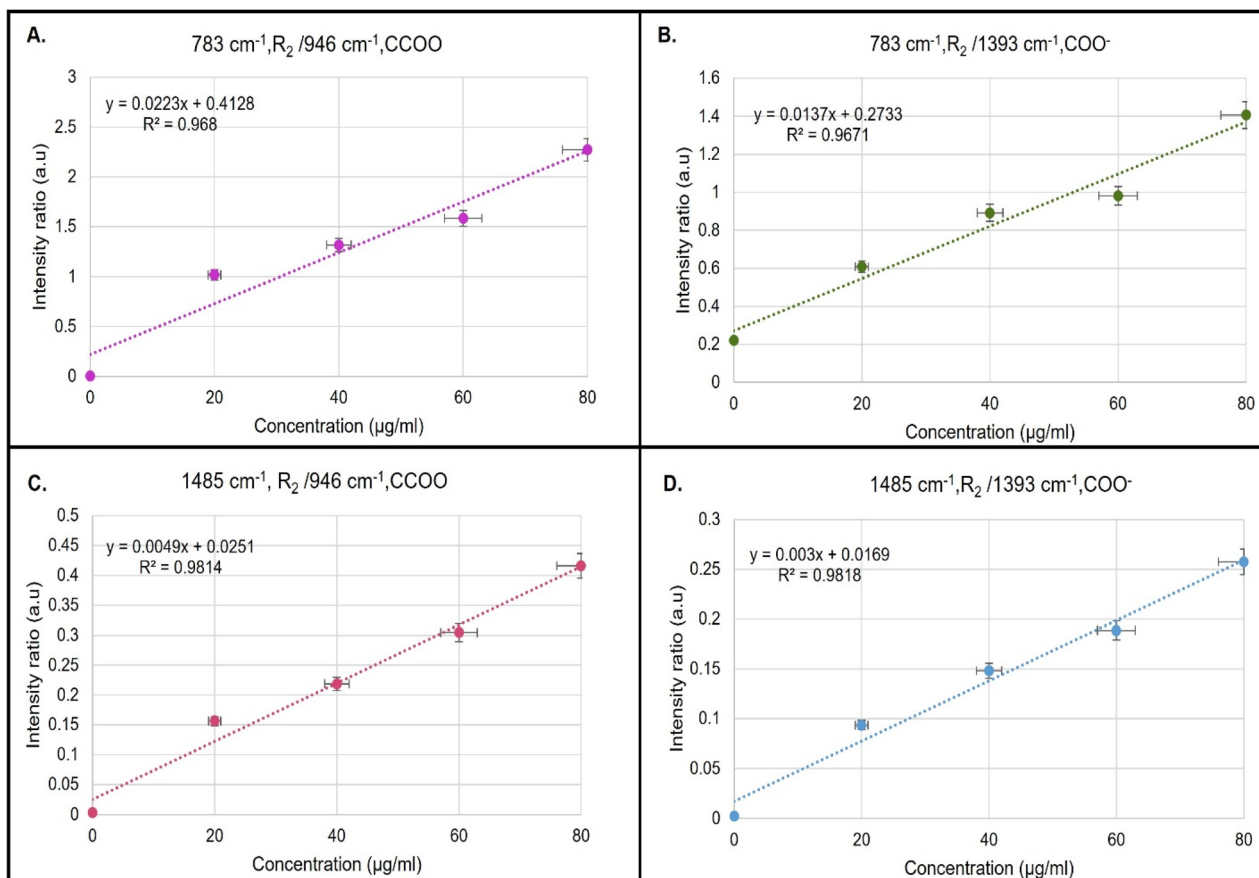 A.
783 cm⁻¹,R₂ /946 cm⁻¹,CCOO
y = 0.0223x + 0.4128
R² = 0.968
Intensity ratio (a.u)
3
2.5
2
1.5
1
0.5
0
0 20 40 60 80
Concentration (µg/ml)
B.
783 cm⁻¹,R₂ /1393 cm⁻¹,COO⁻
y = 0.0137x + 0.2733
R² = 0.9671
Intensity ratio (a.u)
1.6
1.4
1.2
1
0.8
0.6
0.4
0.2
0
0 20 40 60 80
Concentration (µg/ml)
C.
1485 cm⁻¹, R₂ /946 cm⁻¹,CCOO
y = 0.0049x + 0.0251
R² = 0.9814
Intensity ratio (a.u)
0.5
0.45
0.4
0.35
0.3
0.25
0.2
0.15
0.1
0.05
0
0 20 40 60 80
Concentration (µg/ml)
D.
1485 cm⁻¹,R₂ /1393 cm⁻¹,COO⁻
y = 0.003x + 0.0169
R² = 0.9818
Intensity ratio (a.u)
0.3
0.25
0.2
0.15
0.1
0.05
0
0 20 40 60 80
Concentration (µg/ml)